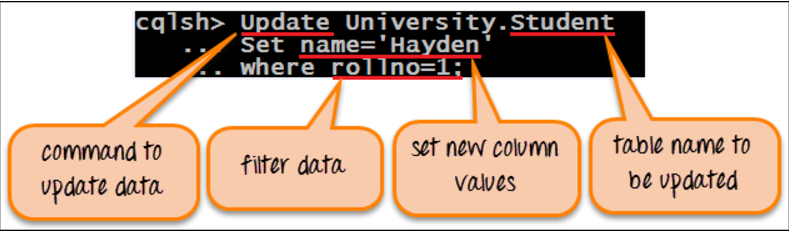 cqlsh> Update University.Student
... Set name='Hayden'
... where rollno=1;
command to
update data
filter data
set new column
values
table name to
be updated